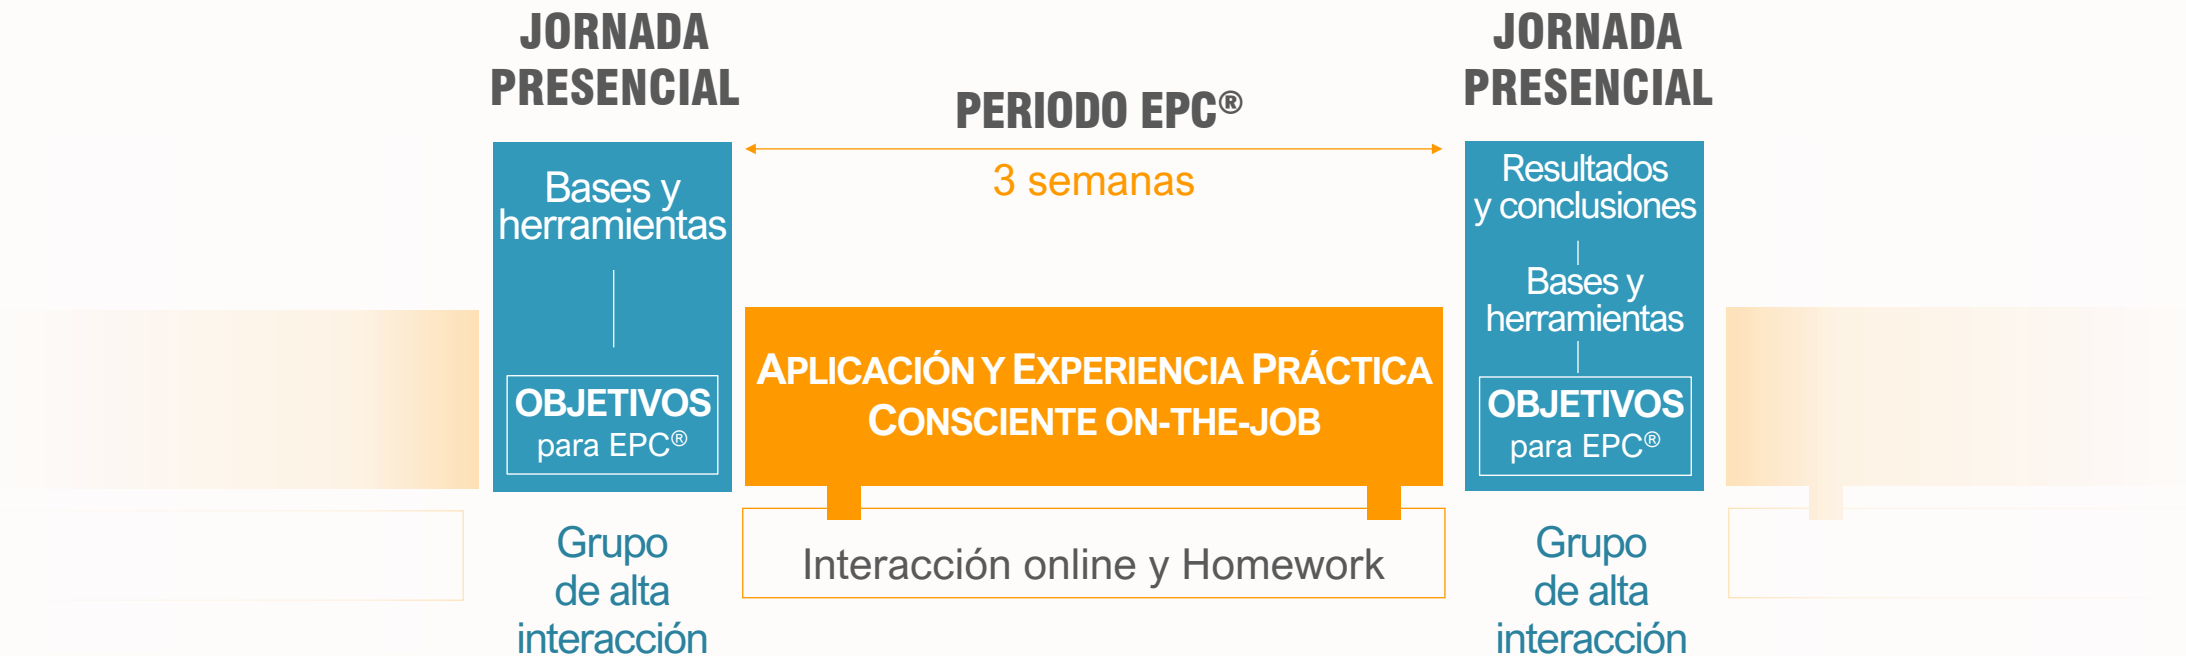 JORNADA
PRESENCIAL
Bases y
herramientas
OBJETIVOS
para EPC®
Grupo
de alta
interacción
PERIODO EPC®
3 semanas
APLICACIÓN Y EXPERIENCIA PRÁCTICA
CONSCIENTE ON-THE-JOB
Interacción online y Homework
JORNADA
PRESENCIAL
Resultados
y conclusiones
Bases y
herramientas
OBJETIVOS
para EPC®
Grupo
de alta
interacción